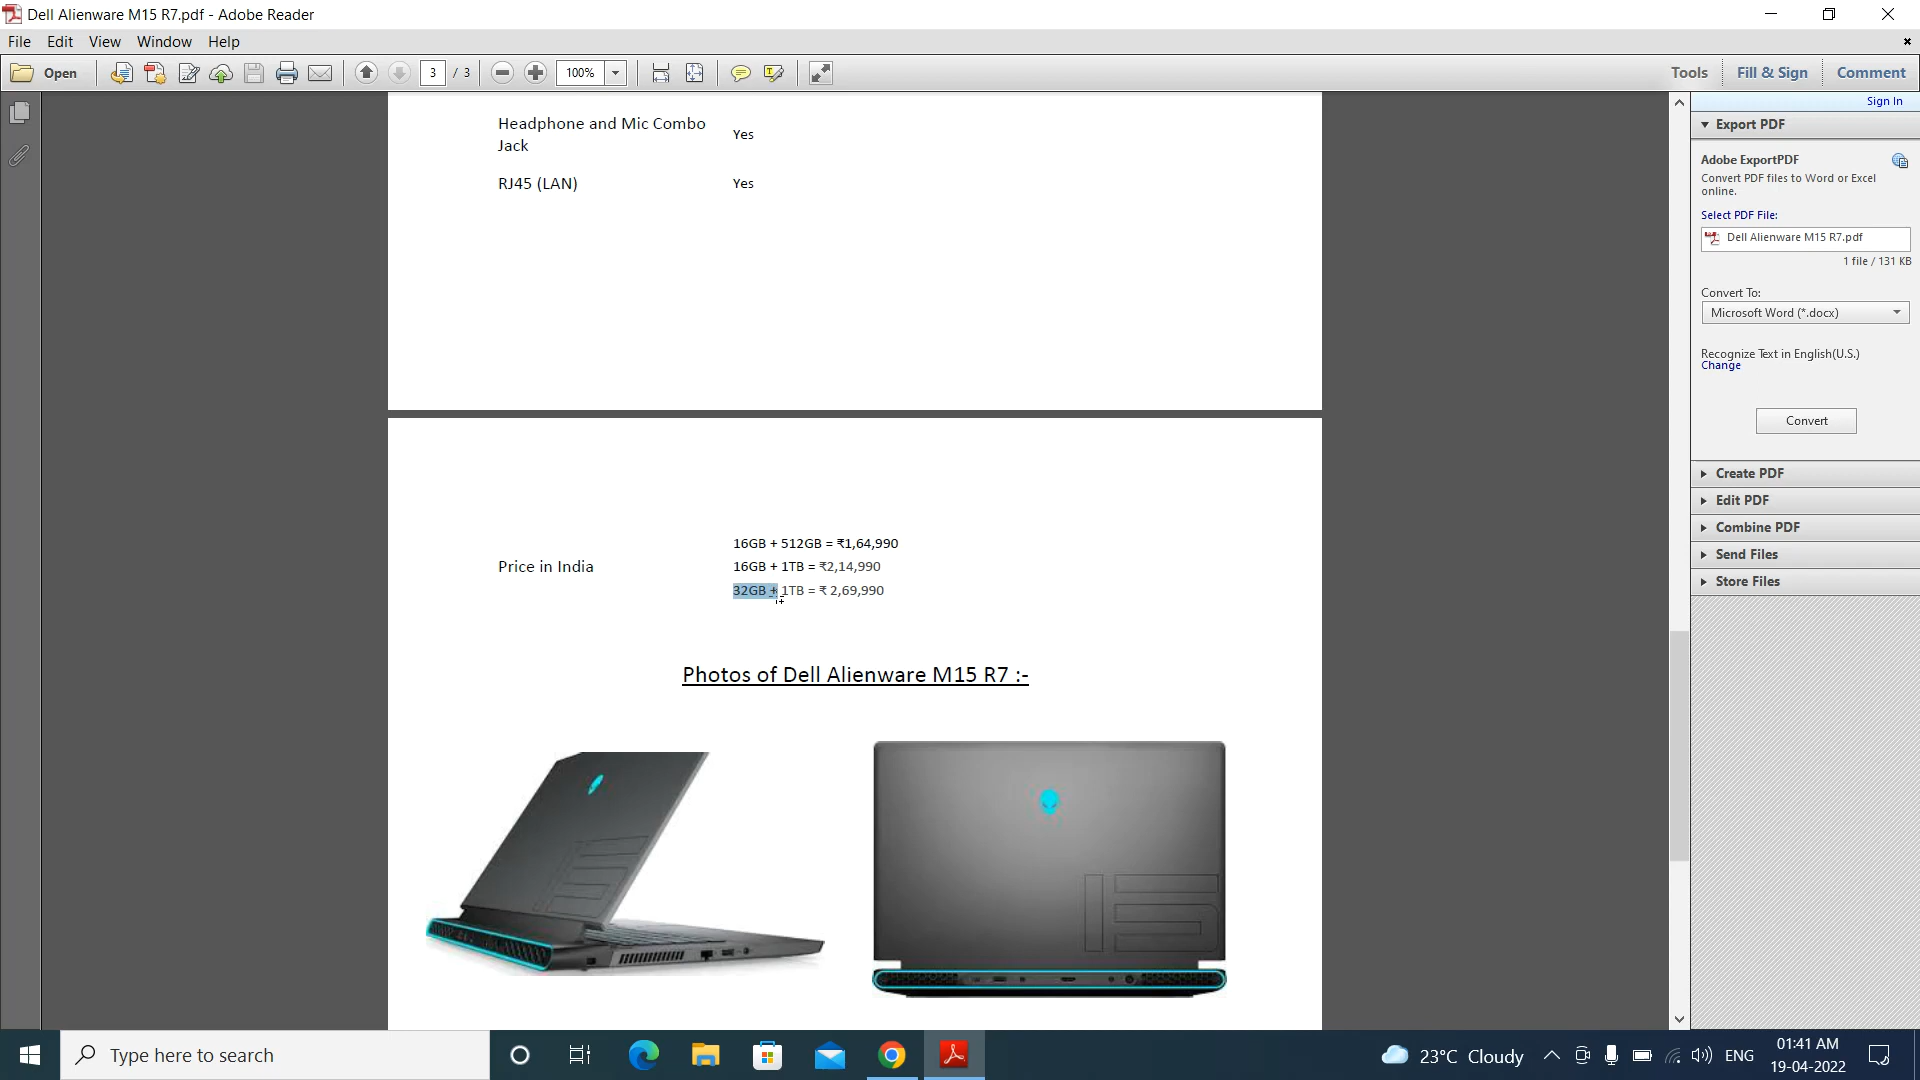 Dell Alienware M15 R7.pdf - Adobe Reader
File Edit View Window Help
Open 3 / 3 100% Tools Fill & Sign Comment
Sign In
Headphone and Mic Combo
Jack
Yes
RJ45 (LAN) Yes
Price in India
16GB + 512GB = ₹1,64,990
16GB + 1TB = ₹2,14,990
32GB + 1TB = ₹ 2,69,990
Photos of Dell Alienware M15 R7 :-
Export PDF
Adobe ExportPDF
Convert PDF files to Word or Excel
online.
Select PDF File:
Dell Alienware M15 R7.pdf
1 file / 131 KB
Convert To:
Microsoft Word (*.docx)
Recognize Text in English(U.S.)
Change
Convert
Create PDF
Edit PDF
Combine PDF
Send Files
Store Files
Type here to search
23°C Cloudy
ENG
01:41 AM
19-04-2022